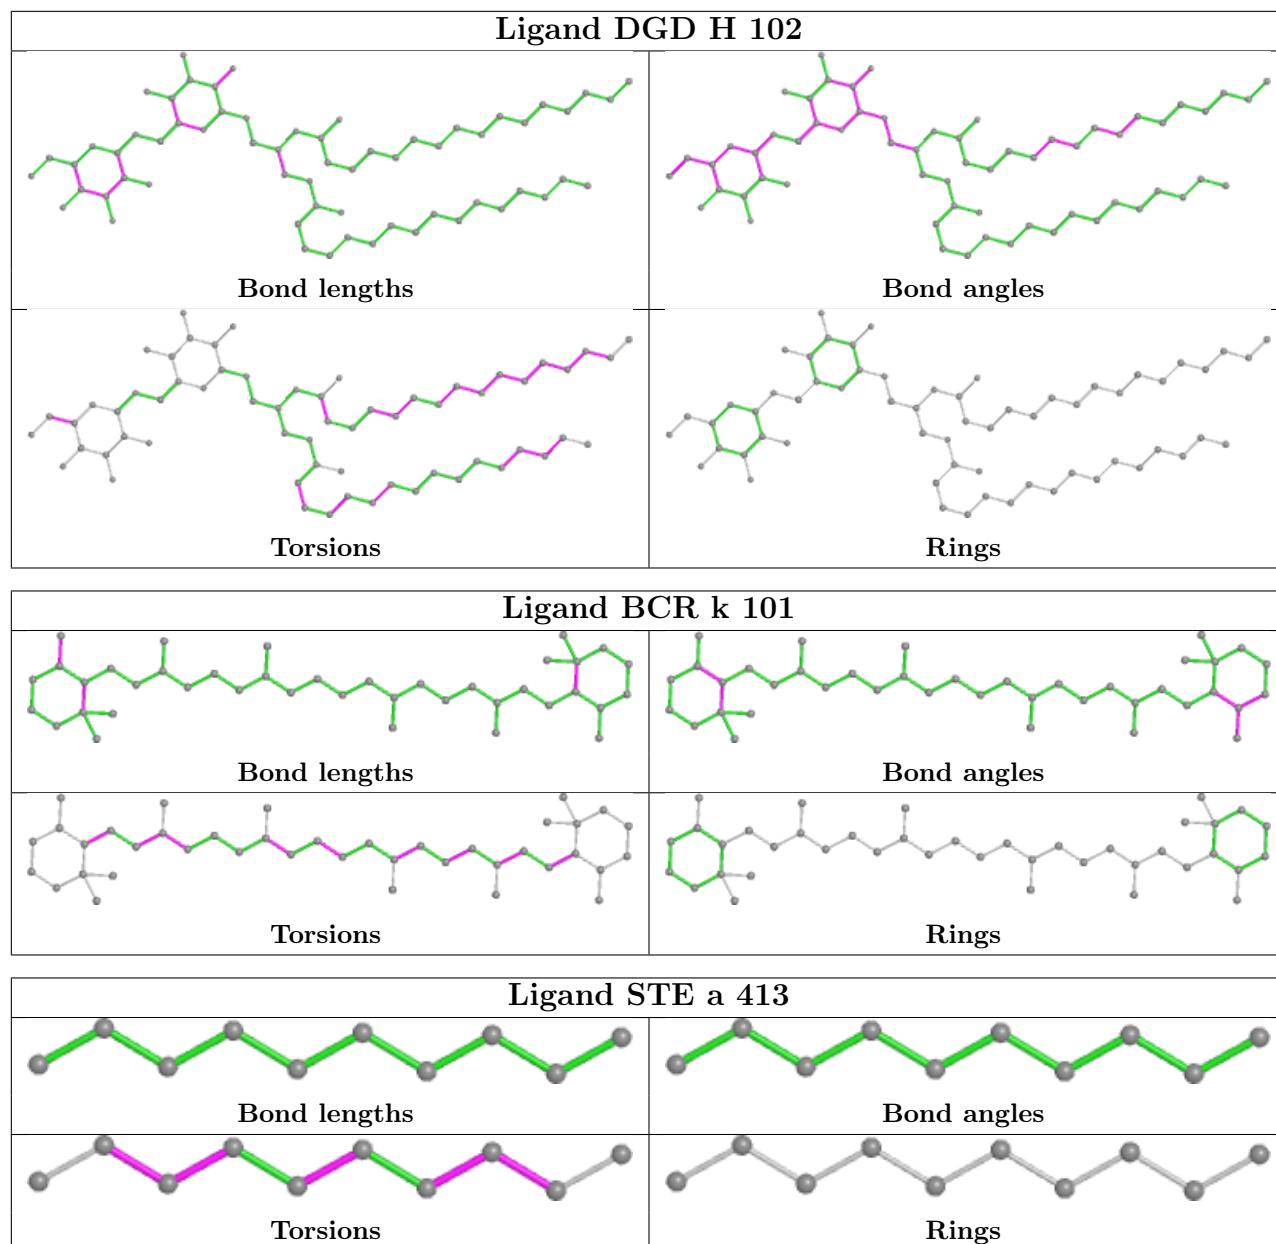 Ligand DGD H 102
Bond lengths
Bond angles
Torsions
Rings
Ligand BCR k 101
Bond lengths
Bond angles
Torsions
Rings
Ligand STE a 413
Bond lengths
Bond angles
Torsions
Rings